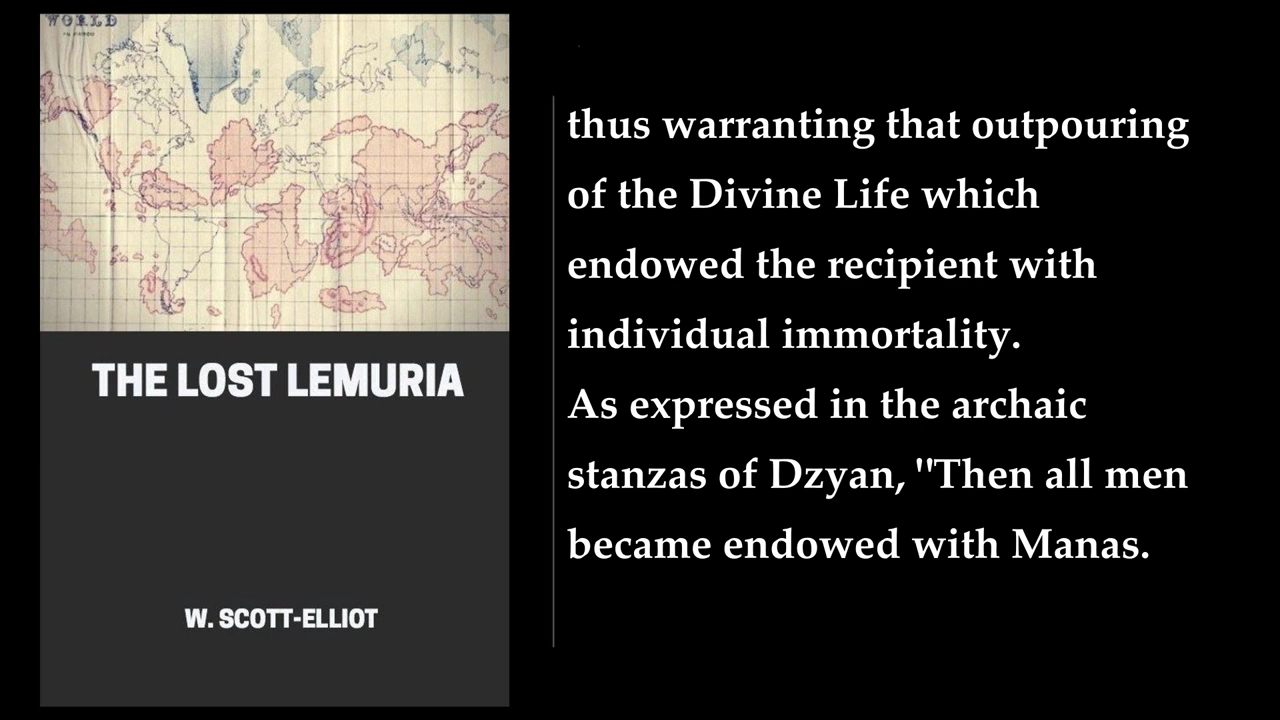 WORLD
THE LOST LEMURIA
W. SCOTT-ELLIOT
thus warranting that outpouring
of the Divine Life which
endowed the recipient with
individual immortality.
As expressed in the archaic
stanzas of Dzyan, "Then all men
became endowed with Manas.